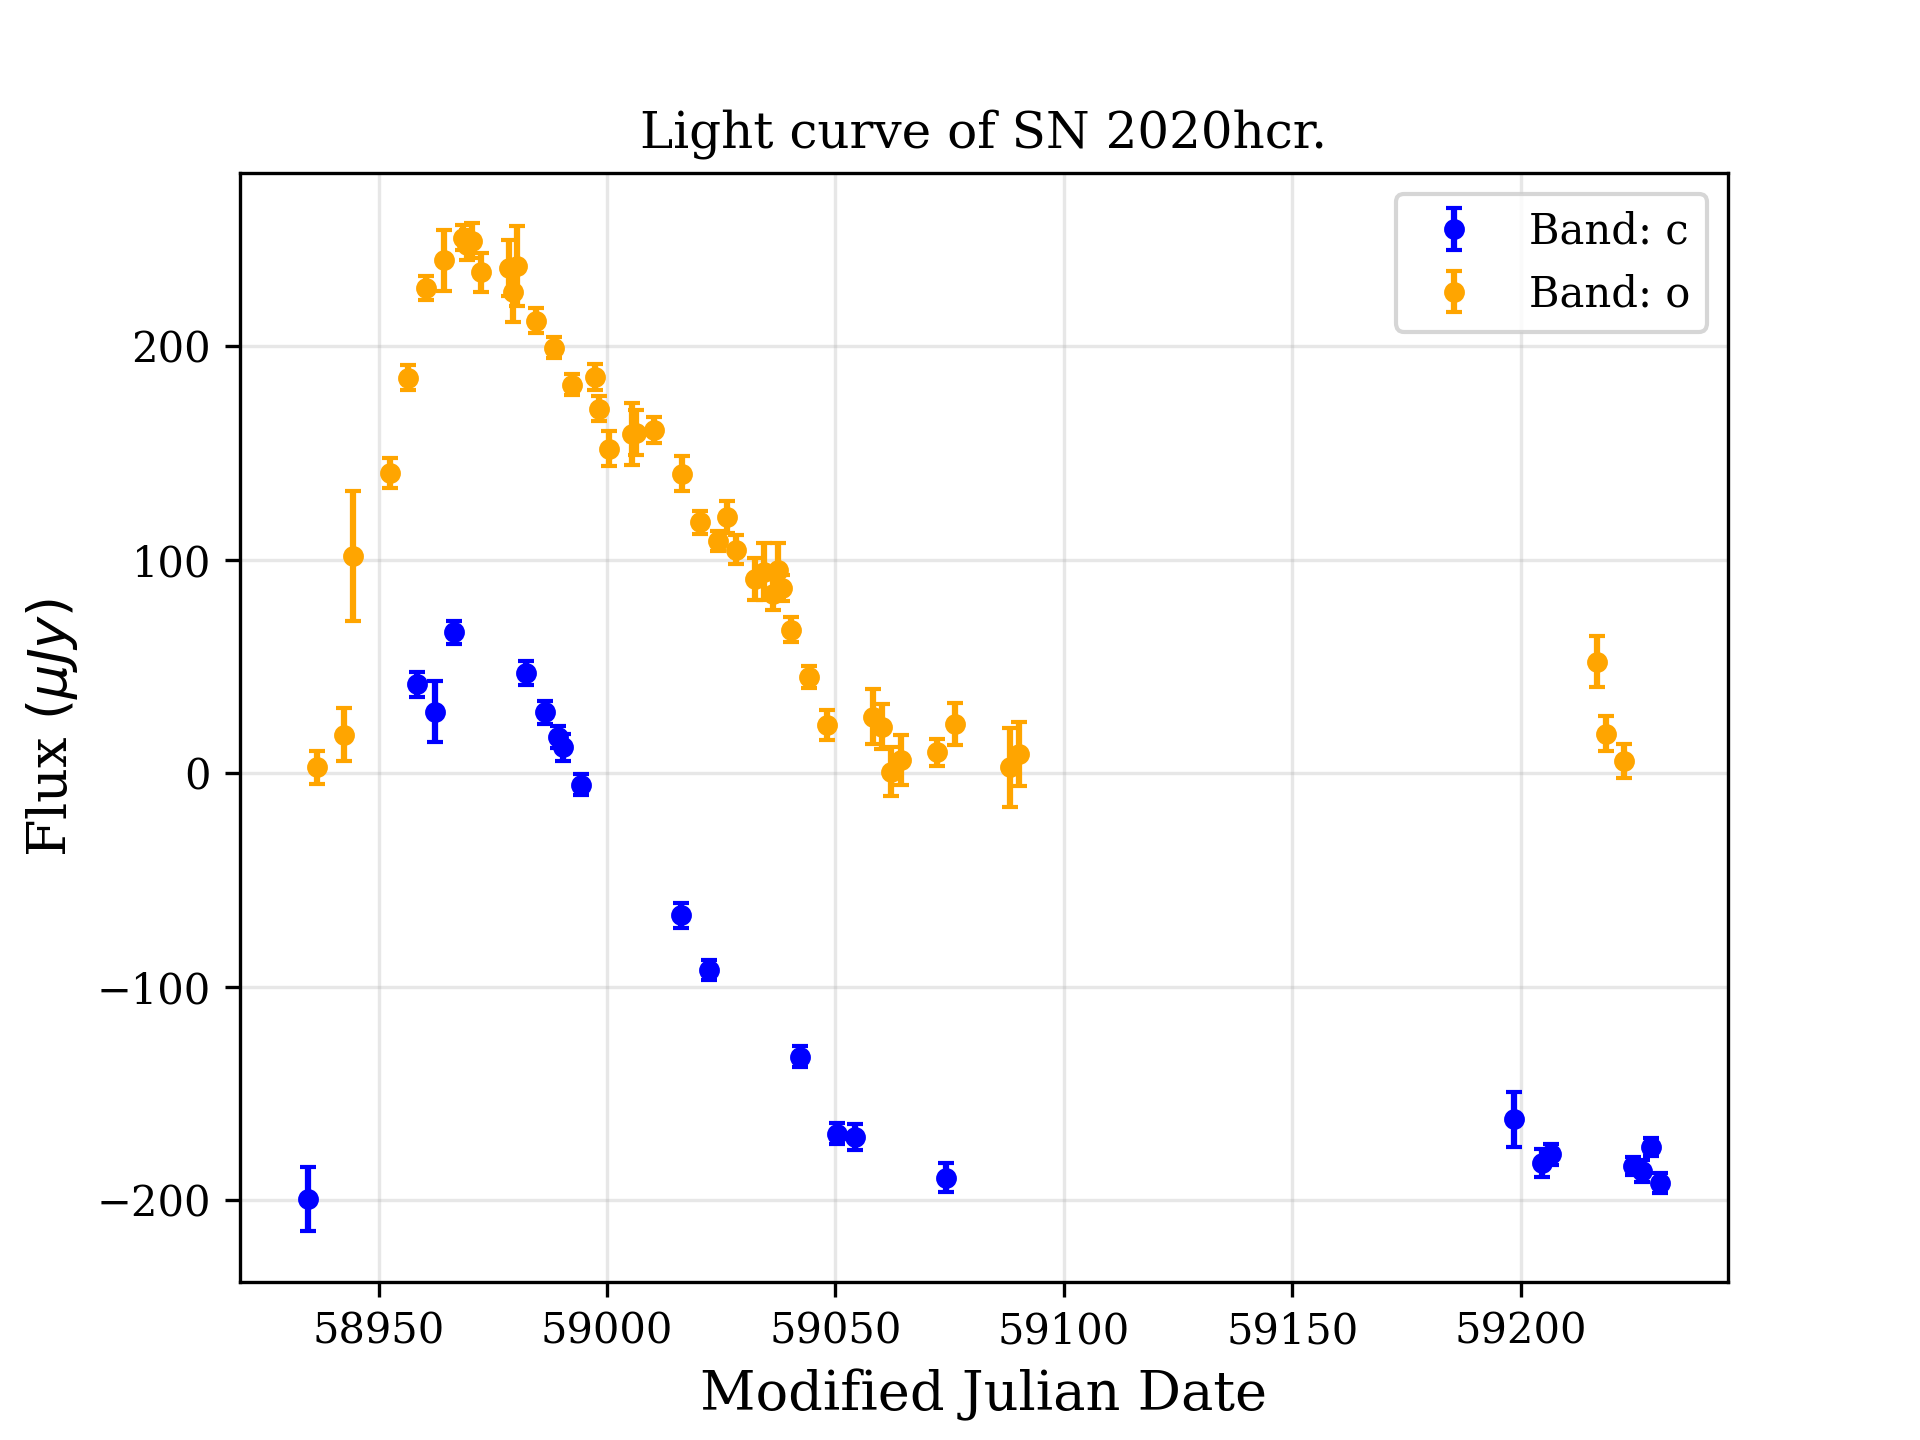 Light curve of SN 2020hcr.
Band: c
Band: o
Flux (μJy)
200
100
0
−100
−200
58950
59000
59050
59100
59150
59200
Modified Julian Date